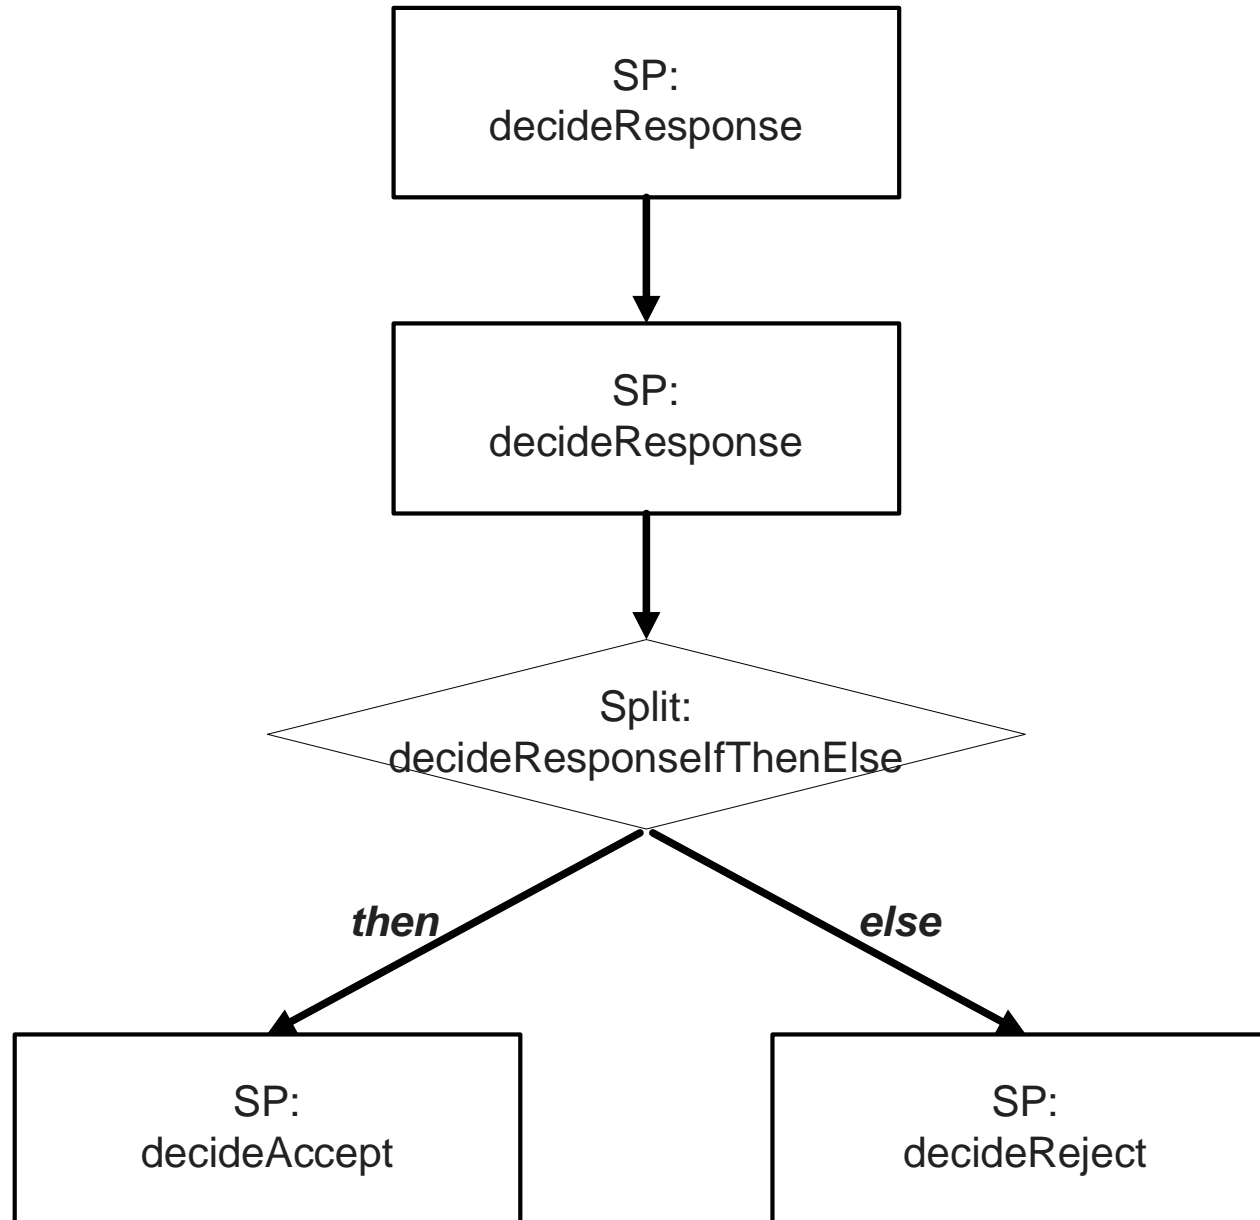 SP:
decideResponse
SP:
decideResponse
Split:
decideResponseIfThenElse
then
else
SP:
decideAccept
SP:
decideReject